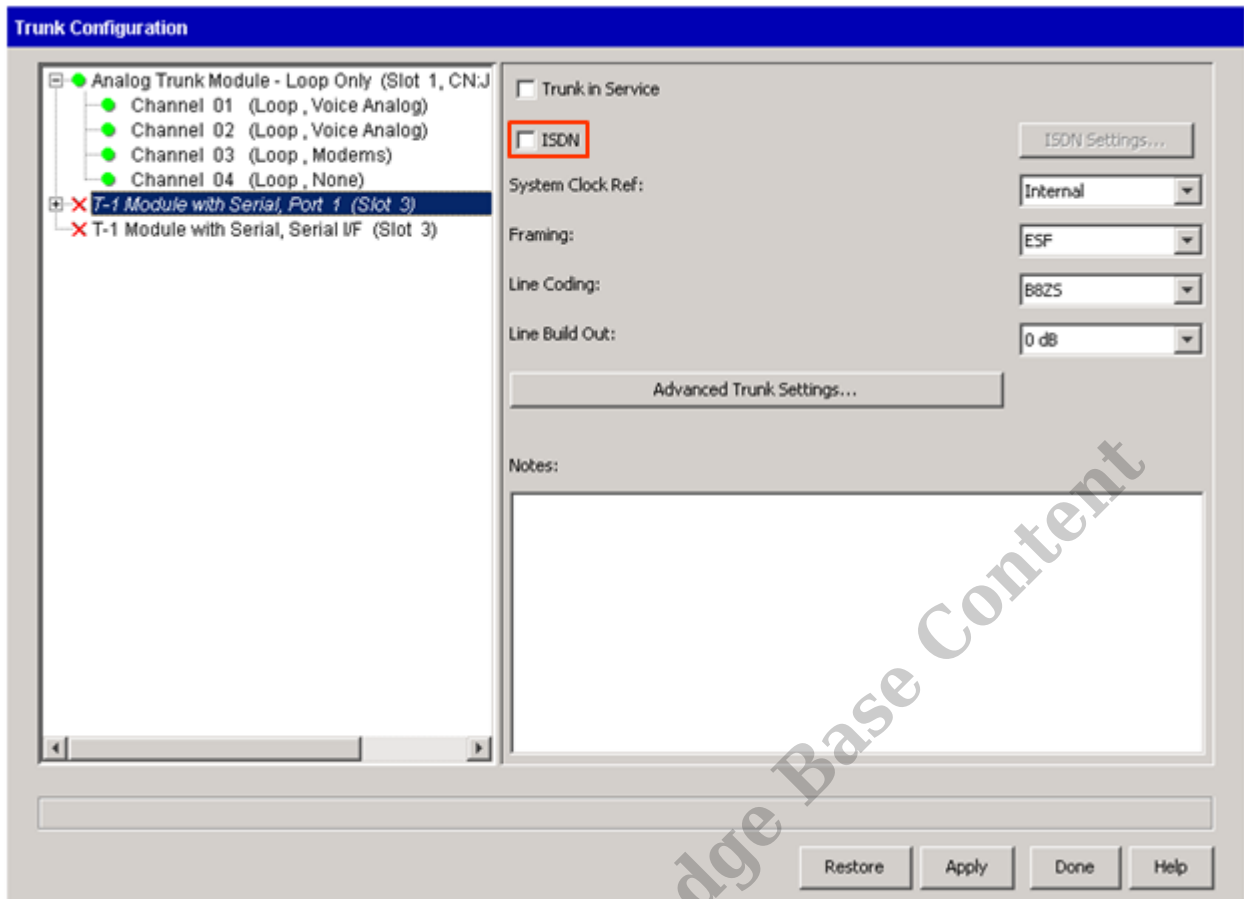 Trunk Configuration
Analog Trunk Module - Loop Only (Slot 1, CN:J
Channel 01 (Loop , Voice Analog)
Channel 02 (Loop , Voice Analog)
Channel 03 (Loop , Modems)
Channel 04 (Loop , None)
T-1 Module with Serial, Port 1 (Slot 3)
T-1 Module with Serial, Serial I/F (Slot 3)
Trunk in Service
ISDN
ISDN Settings...
System Clock Ref:
Internal
Framing:
ESF
Line Coding:
B8ZS
Line Build Out:
0 dB
Advanced Trunk Settings...
Notes:
dge Base Content
Restore
Apply
Done
Help